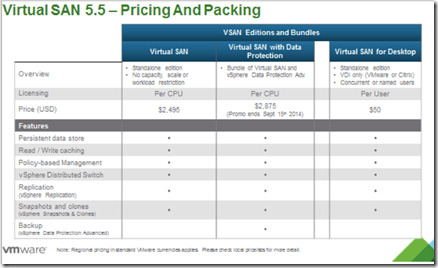 Virtual SAN 5.5 – Pricing And Packing
VSAN Editions and Bundles
Virtual SAN
Virtual SAN with Data Protection
Virtual SAN for Desktop
Overview
• Standalone edition
• No capacity, scale or workload restriction
• Bundle of Virtual SAN and vSphere Data Protection Adv.
• Standalone edition
• VDI only (VMware or Citrix)
• Concurrent or named users
Licensing
Per CPU
Per CPU
Per User
Price (USD)
$2,495
$2,875
(Promo ends Sept. 15th 2014)
$50
Features
Persistent data store • • •
Read / Write caching • • •
Policy-based Management • • •
vSphere Distributed Switch • • •
Replication
(vSphere Replication) • • •
Snapshots and clones
(vSphere Snapshots & Clones) • • •
Backup
(vSphere Data Protection Advanced) •
vmware
Note: Regional pricing in standard VMware currencies applies. Please check local pricelists for more detail.